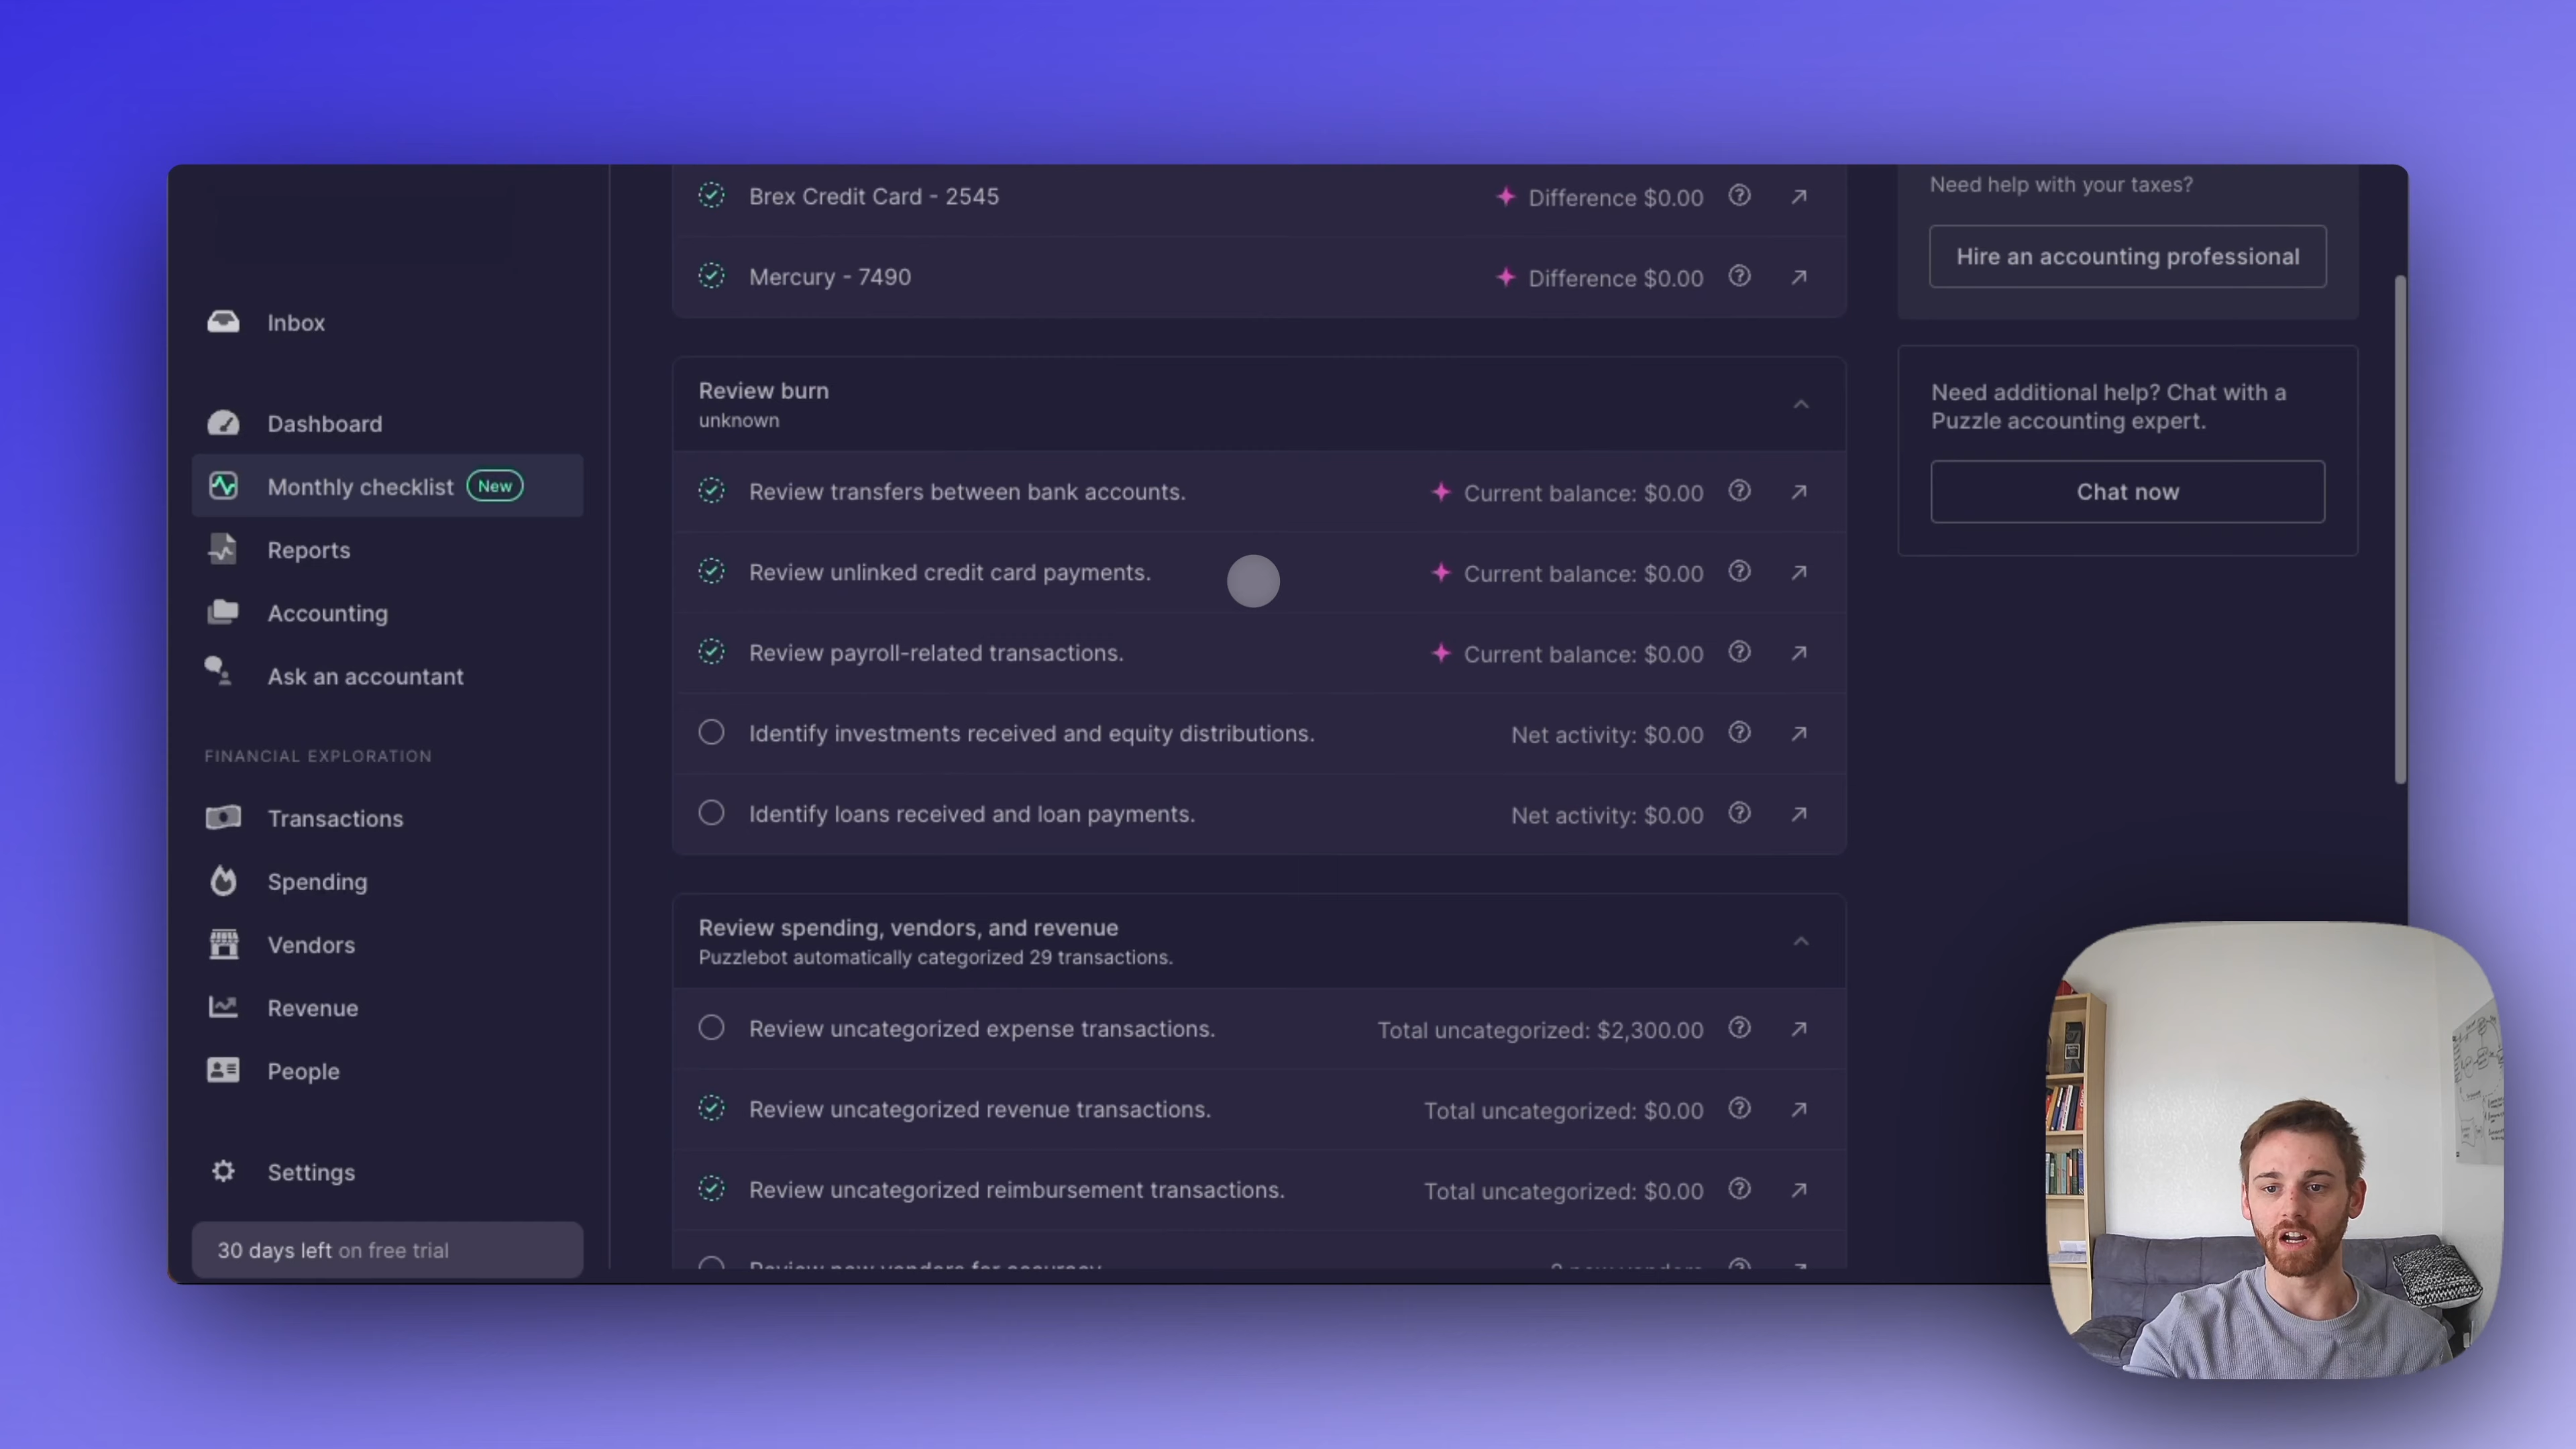 Inbox
Dashboard
Monthly checklist New
Reports
Accounting
Ask an accountant
FINANCIAL EXPLORATION
Transactions
Spending
Vendors
Revenue
People
Settings
30 days left on free trial
Brex Credit Card - 2545 Difference $0.00
Mercury - 7490 Difference $0.00
Review burn
unknown
Review transfers between bank accounts. Current balance: $0.00
Review unlinked credit card payments. Current balance: $0.00
Review payroll-related transactions. Current balance: $0.00
Identify investments received and equity distributions. Net activity: $0.00
Identify loans received and loan payments. Net activity: $0.00
Review spending, vendors, and revenue
Puzzlebot automatically categorized 29 transactions.
Review uncategorized expense transactions. Total uncategorized: $2,300.00
Review uncategorized revenue transactions. Total uncategorized: $0.00
Review uncategorized reimbursement transactions. Total uncategorized: $0.00
Review new vendors for accuracy new vendors
Need help with your taxes?
Hire an accounting professional
Need additional help? Chat with a
Puzzle accounting expert.
Chat now